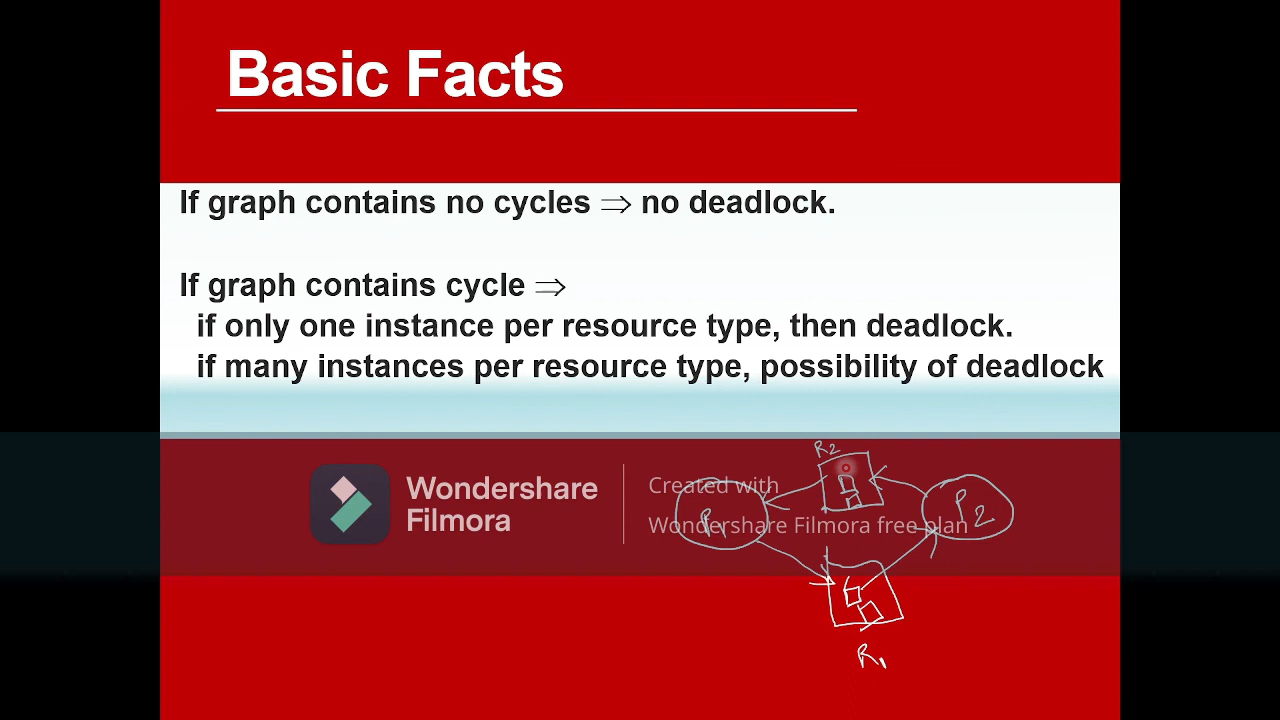 Basic Facts
If graph contains no cycles ⇒ no deadlock.
If graph contains cycle ⇒
if only one instance per resource type, then deadlock.
if many instances per resource type, possibility of deadlock
R2
Wondershare
Filmora
Created with
Wondershare Filmora free plan
P1
P2
R1